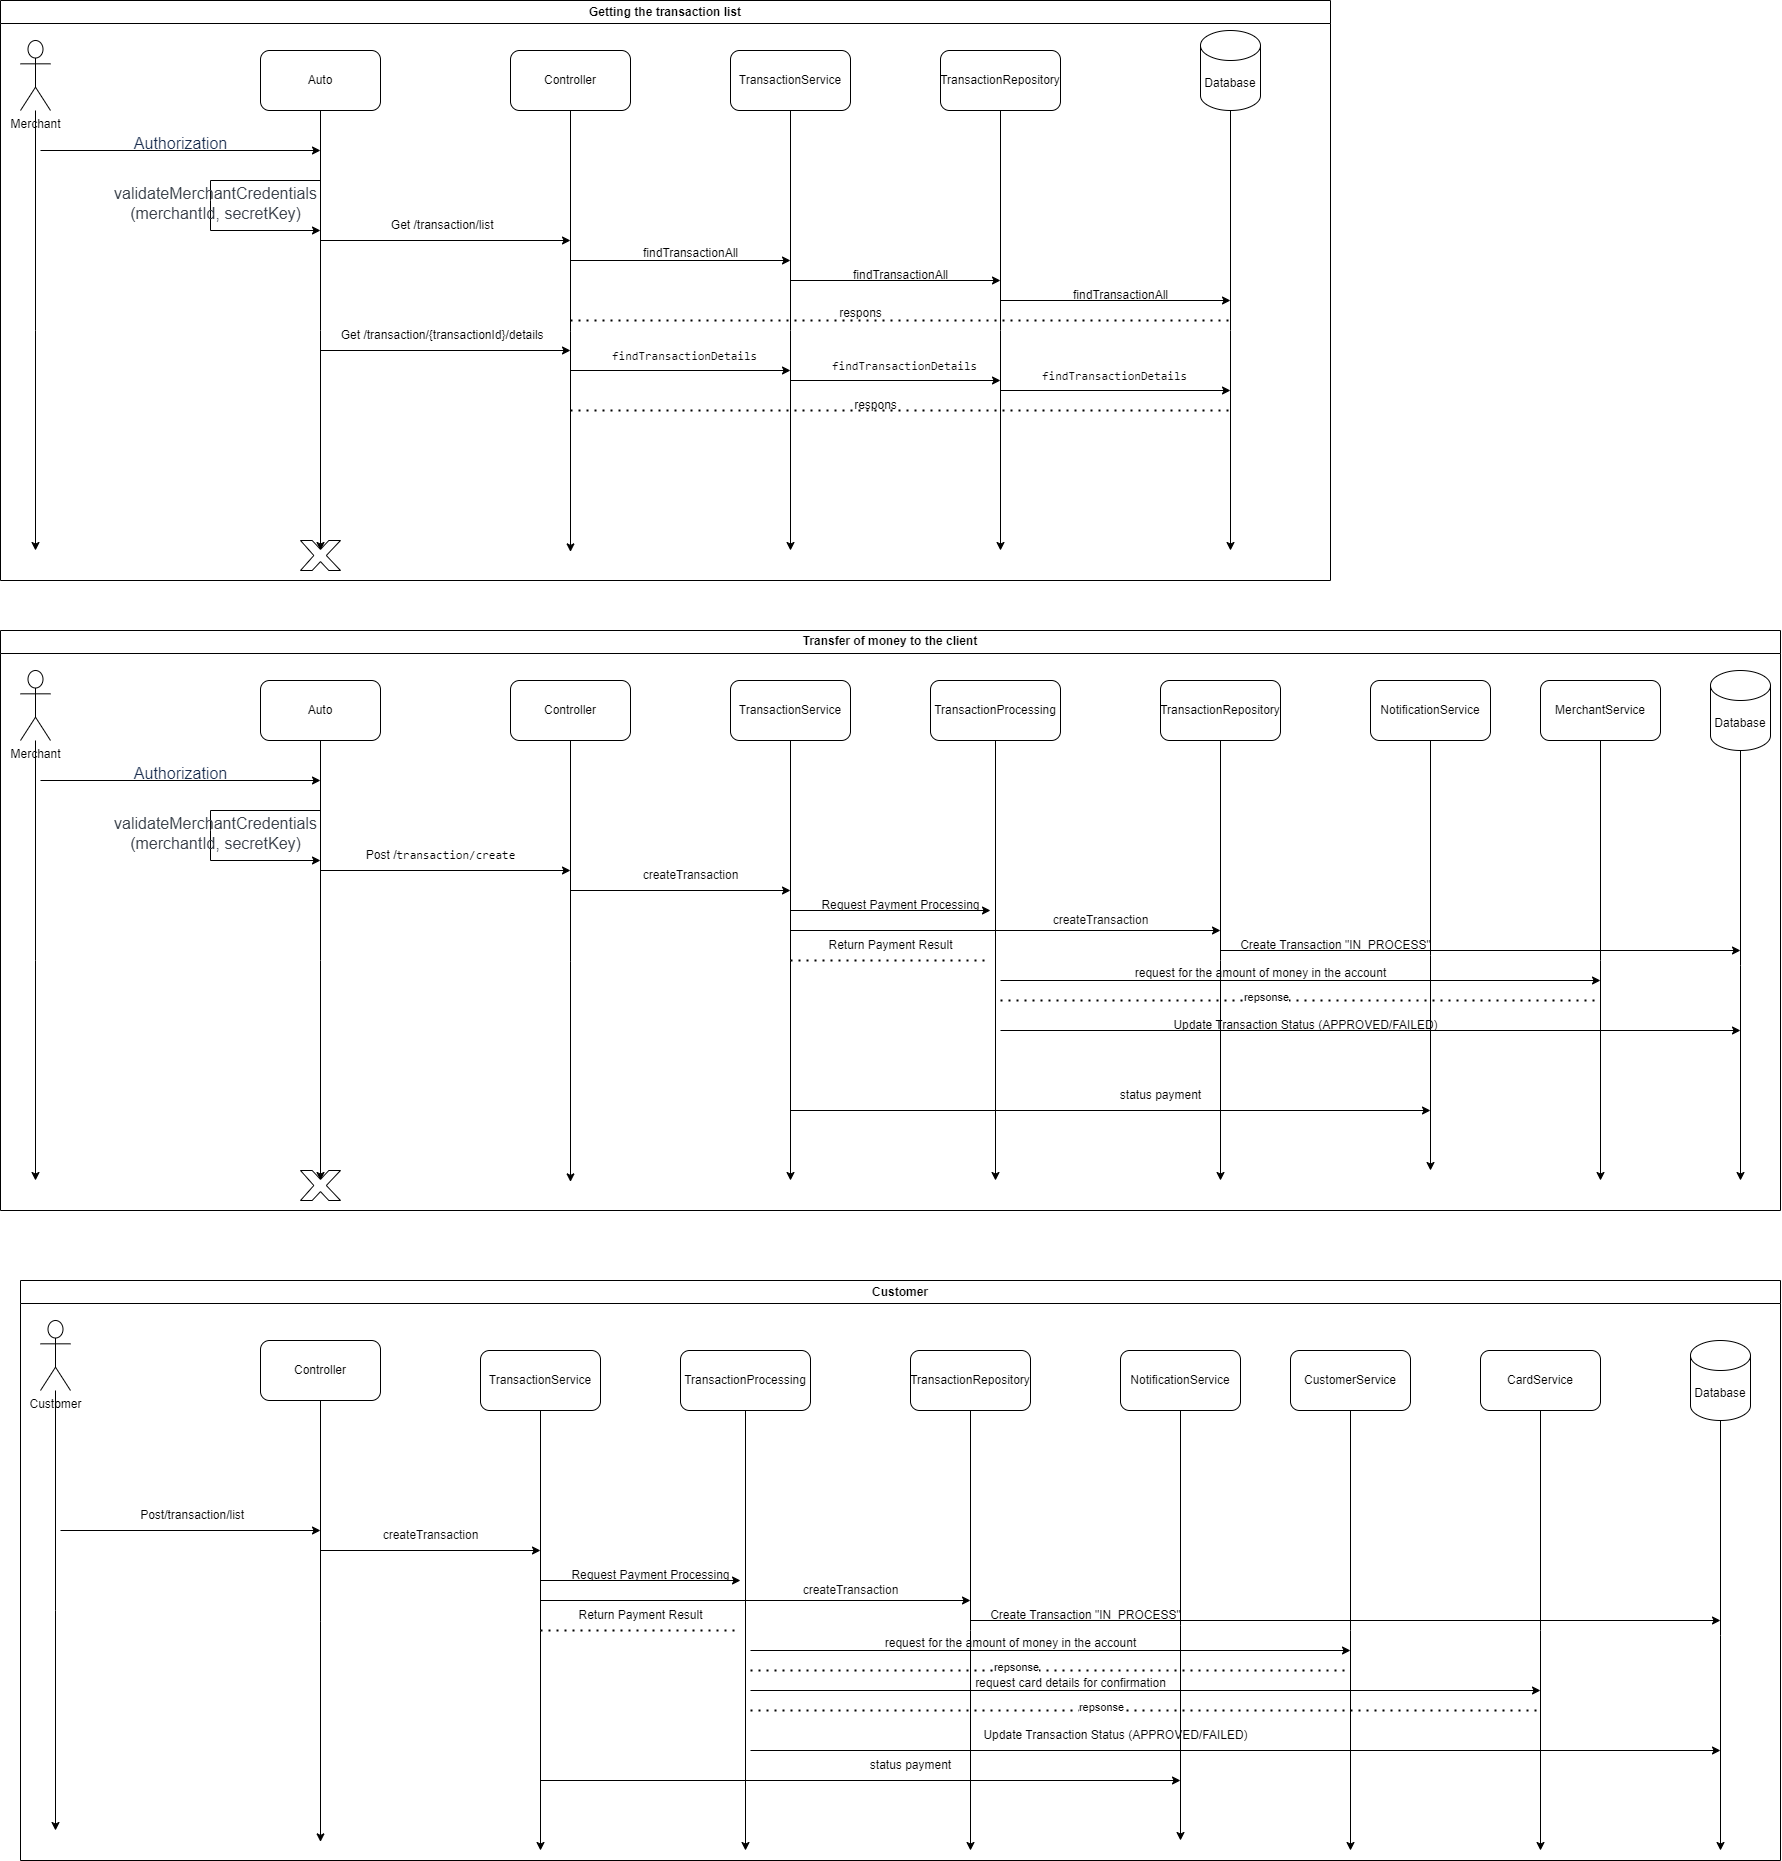 Getting the transaction list
Auto
Controller
TransactionService
TransactionRepository
Database
Merchant
Authorization
validateMerchantCredentials
(merchantId, secretKey)
Get /transaction/list
findTransactionAll
findTransactionAll
findTransactionAll
respons
Get /transaction/{transactionId}/details
findTransactionDetails
findTransactionDetails
findTransactionDetails
respons
Transfer of money to the client
Auto
Controller
TransactionService
TransactionProcessing
TransactionRepository
NotificationService
MerchantService
Database
Merchant
Authorization
validateMerchantCredentials
(merchantId, secretKey)
Post /transaction/create
createTransaction
Request Payment Processing
createTransaction
Return Payment Result
Create Transaction "IN_PROCESS"
request for the amount of money in the account
repsonse
Update Transaction Status (APPROVED/FAILED)
status payment
Customer
Controller
TransactionService
TransactionProcessing
TransactionRepository
NotificationService
CustomerService
CardService
Database
Customer
Post/transaction/list
createTransaction
Request Payment Processing
createTransaction
Return Payment Result
Create Transaction "IN_PROCESS"
request for the amount of money in the account
repsonse
request card details for confirmation
repsonse
Update Transaction Status (APPROVED/FAILED)
status payment